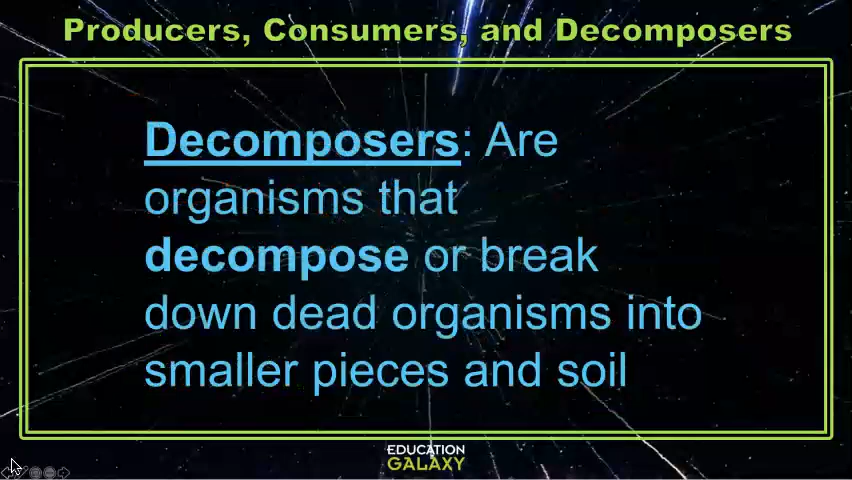 Producers, Consumers, and Decomposers
Decomposers: Are
organisms that
decompose or break
down dead organisms into
smaller pieces and soil
EDUCATION
GALAXY